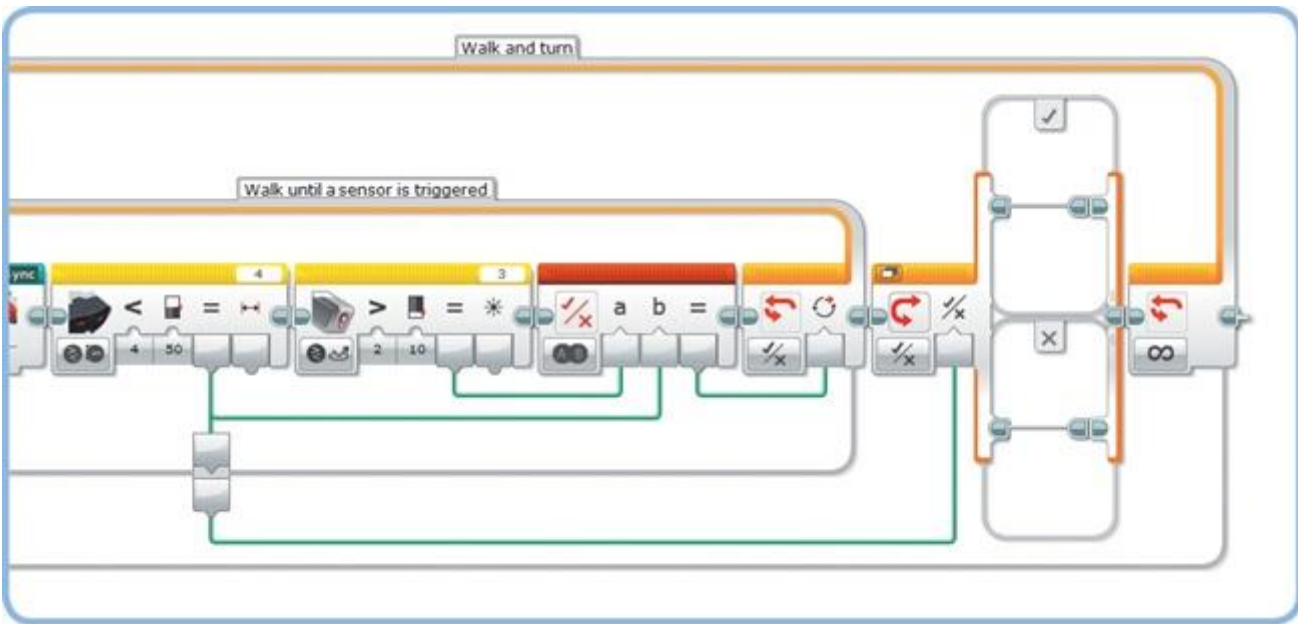 Walk and turn
Walk until a sensor is triggered
ync 4 3
< = > = a b =
4 50 2 10 A B ∞